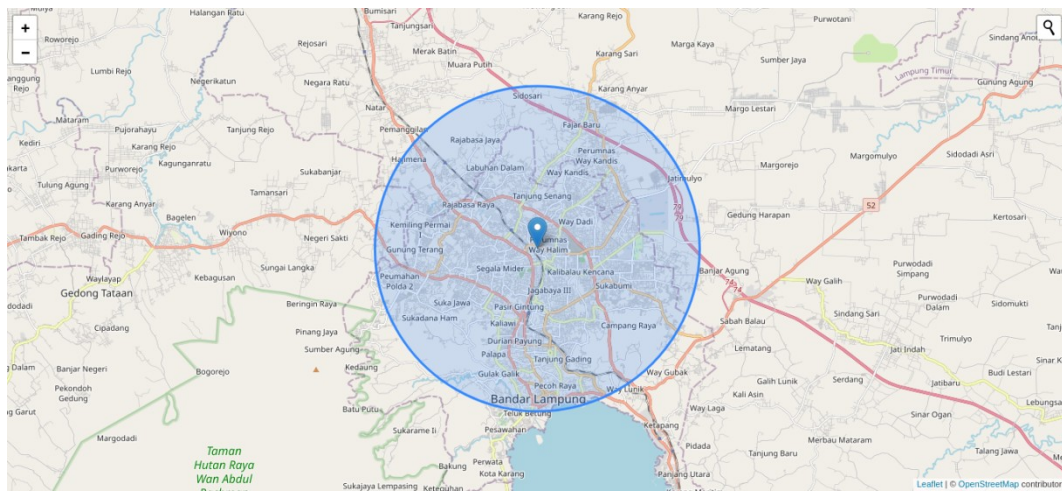 Bumisari
Halangan Ratu
Roworejo
Tanjungsari
Rejosari
Merak Batin
Muara Putih
Karang Rejo
Karang Sari
Marga Kaya
Purwotani
Sindang Ano
Sumber Jaya
Lampung Timur
Gunung Agung
Lumbi Rejo
Negerikatun
Negara Ratu
Natar
Sidosari
Karang Anyar
Margo Lestari
Mataram
Pujorahayu
Tanjung Rejo
Pemanggilan
Rajabasa Jaya
Fajar Baru
Kediri
Karang Rejo
Purworejo
Kagunganratu
Hajimena
Labuhan Dalam
Perumnas
Way Kandis
Way Kandis
Margorejo
Margomulyo
Sidodadi Asri
Tulung Agung
Sukabanjar
Jatimulyo
Karang Anyar
Tamansari
Tanjung Senang
79
52
Bagelen
Rajabasa Raya
Kemiling Permai
Way Dadi
Gedung Harapan
Kertosari
Tambak Rejo
Gading Rejo
Wiyono
Negeri Sakti
Gunung Terang
Perumnas
Way Halim
Waylayap
Kebagusan
Sungai Langka
Peumahan
Polda 2
Segala Mider
Kalibalau Kencana
Banjar Agung
Purwodadi
Simpang
Gedong Tataan
Beringin Raya
Jagabaya III
Sukabumi
74
74
Way Galih
Purwodadi
Dalam
Sidomukti
Cipadang
Pinang Jaya
Suka Jawa
Sukadana Ham
Pasir Gintung
Kaliawi
Campang Raya
Sabah Balau
Sindang Sari
Trimulyo
Sumber Agung
Durian Payung
Lematang
Jati Indah
Banjar Negeri
Bogorejo
Kedaung
Palapa
Tanjung Gading
Way Gubak
Budi Lestari
Pekondoh
Gedung
Gulak Galik
Pecoh Raya
Way Lunik
Galih Lunik
Serdang
Jatibaru
Kali Asin
Batu Putu
Bandar Lampung
Teluk Betung
Way Laga
Sinar Ogan
Margodadi
Sukarame Ii
Pesawahan
Ketapang
Taman
Hutan Raya
Wan Abdul
Perwata
Kota Karang
Bakung
Pidada
Merbau Mataram
Talang Jawa
Tanjung Baru
Sukajaya Lempasing
Keteguhan
Panjang Utara
Leaflet | © OpenStreetMap contributor